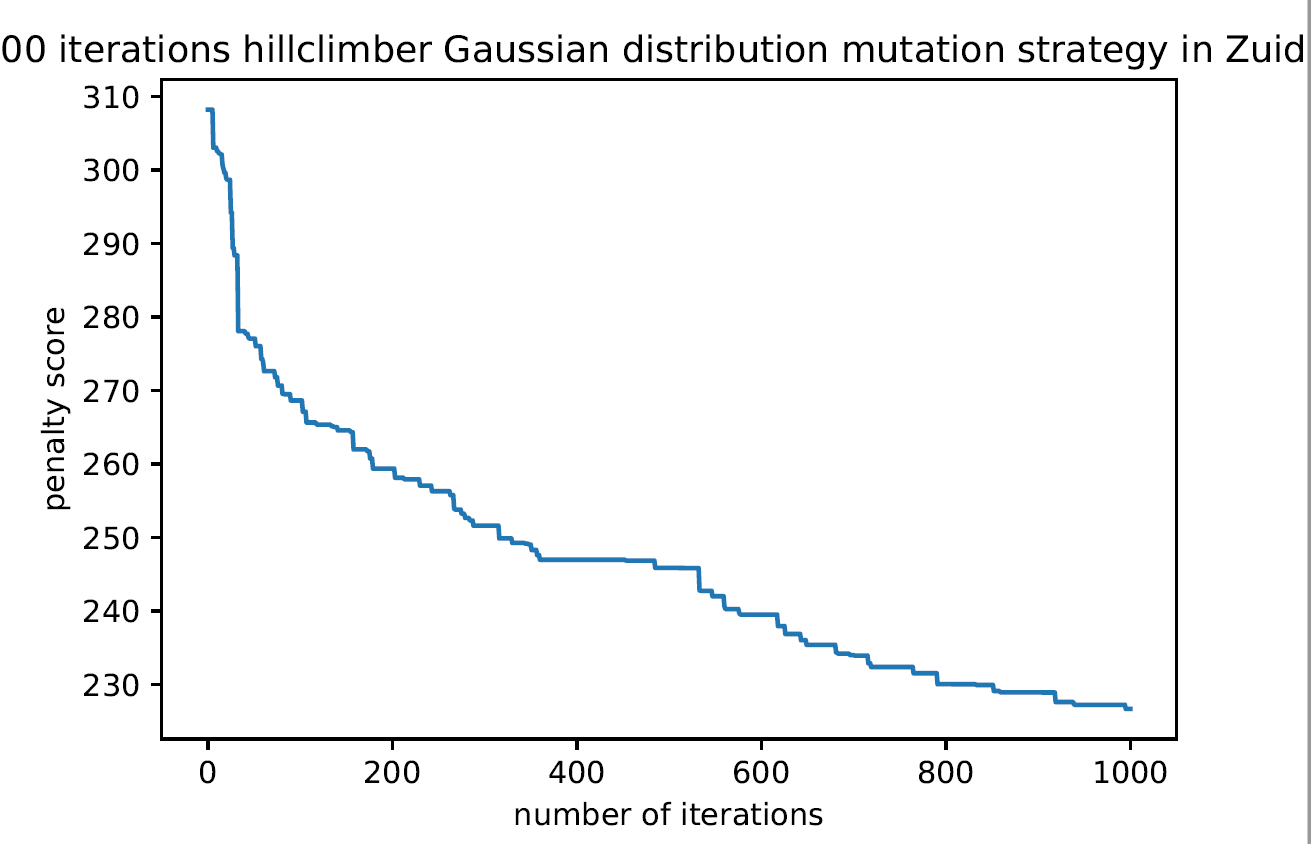 00 iterations hillclimber Gaussian distribution mutation strategy in Zuid
310
300
290
280
270
260
250
240
230
penalty score
0 200 400 600 800 1000
number of iterations